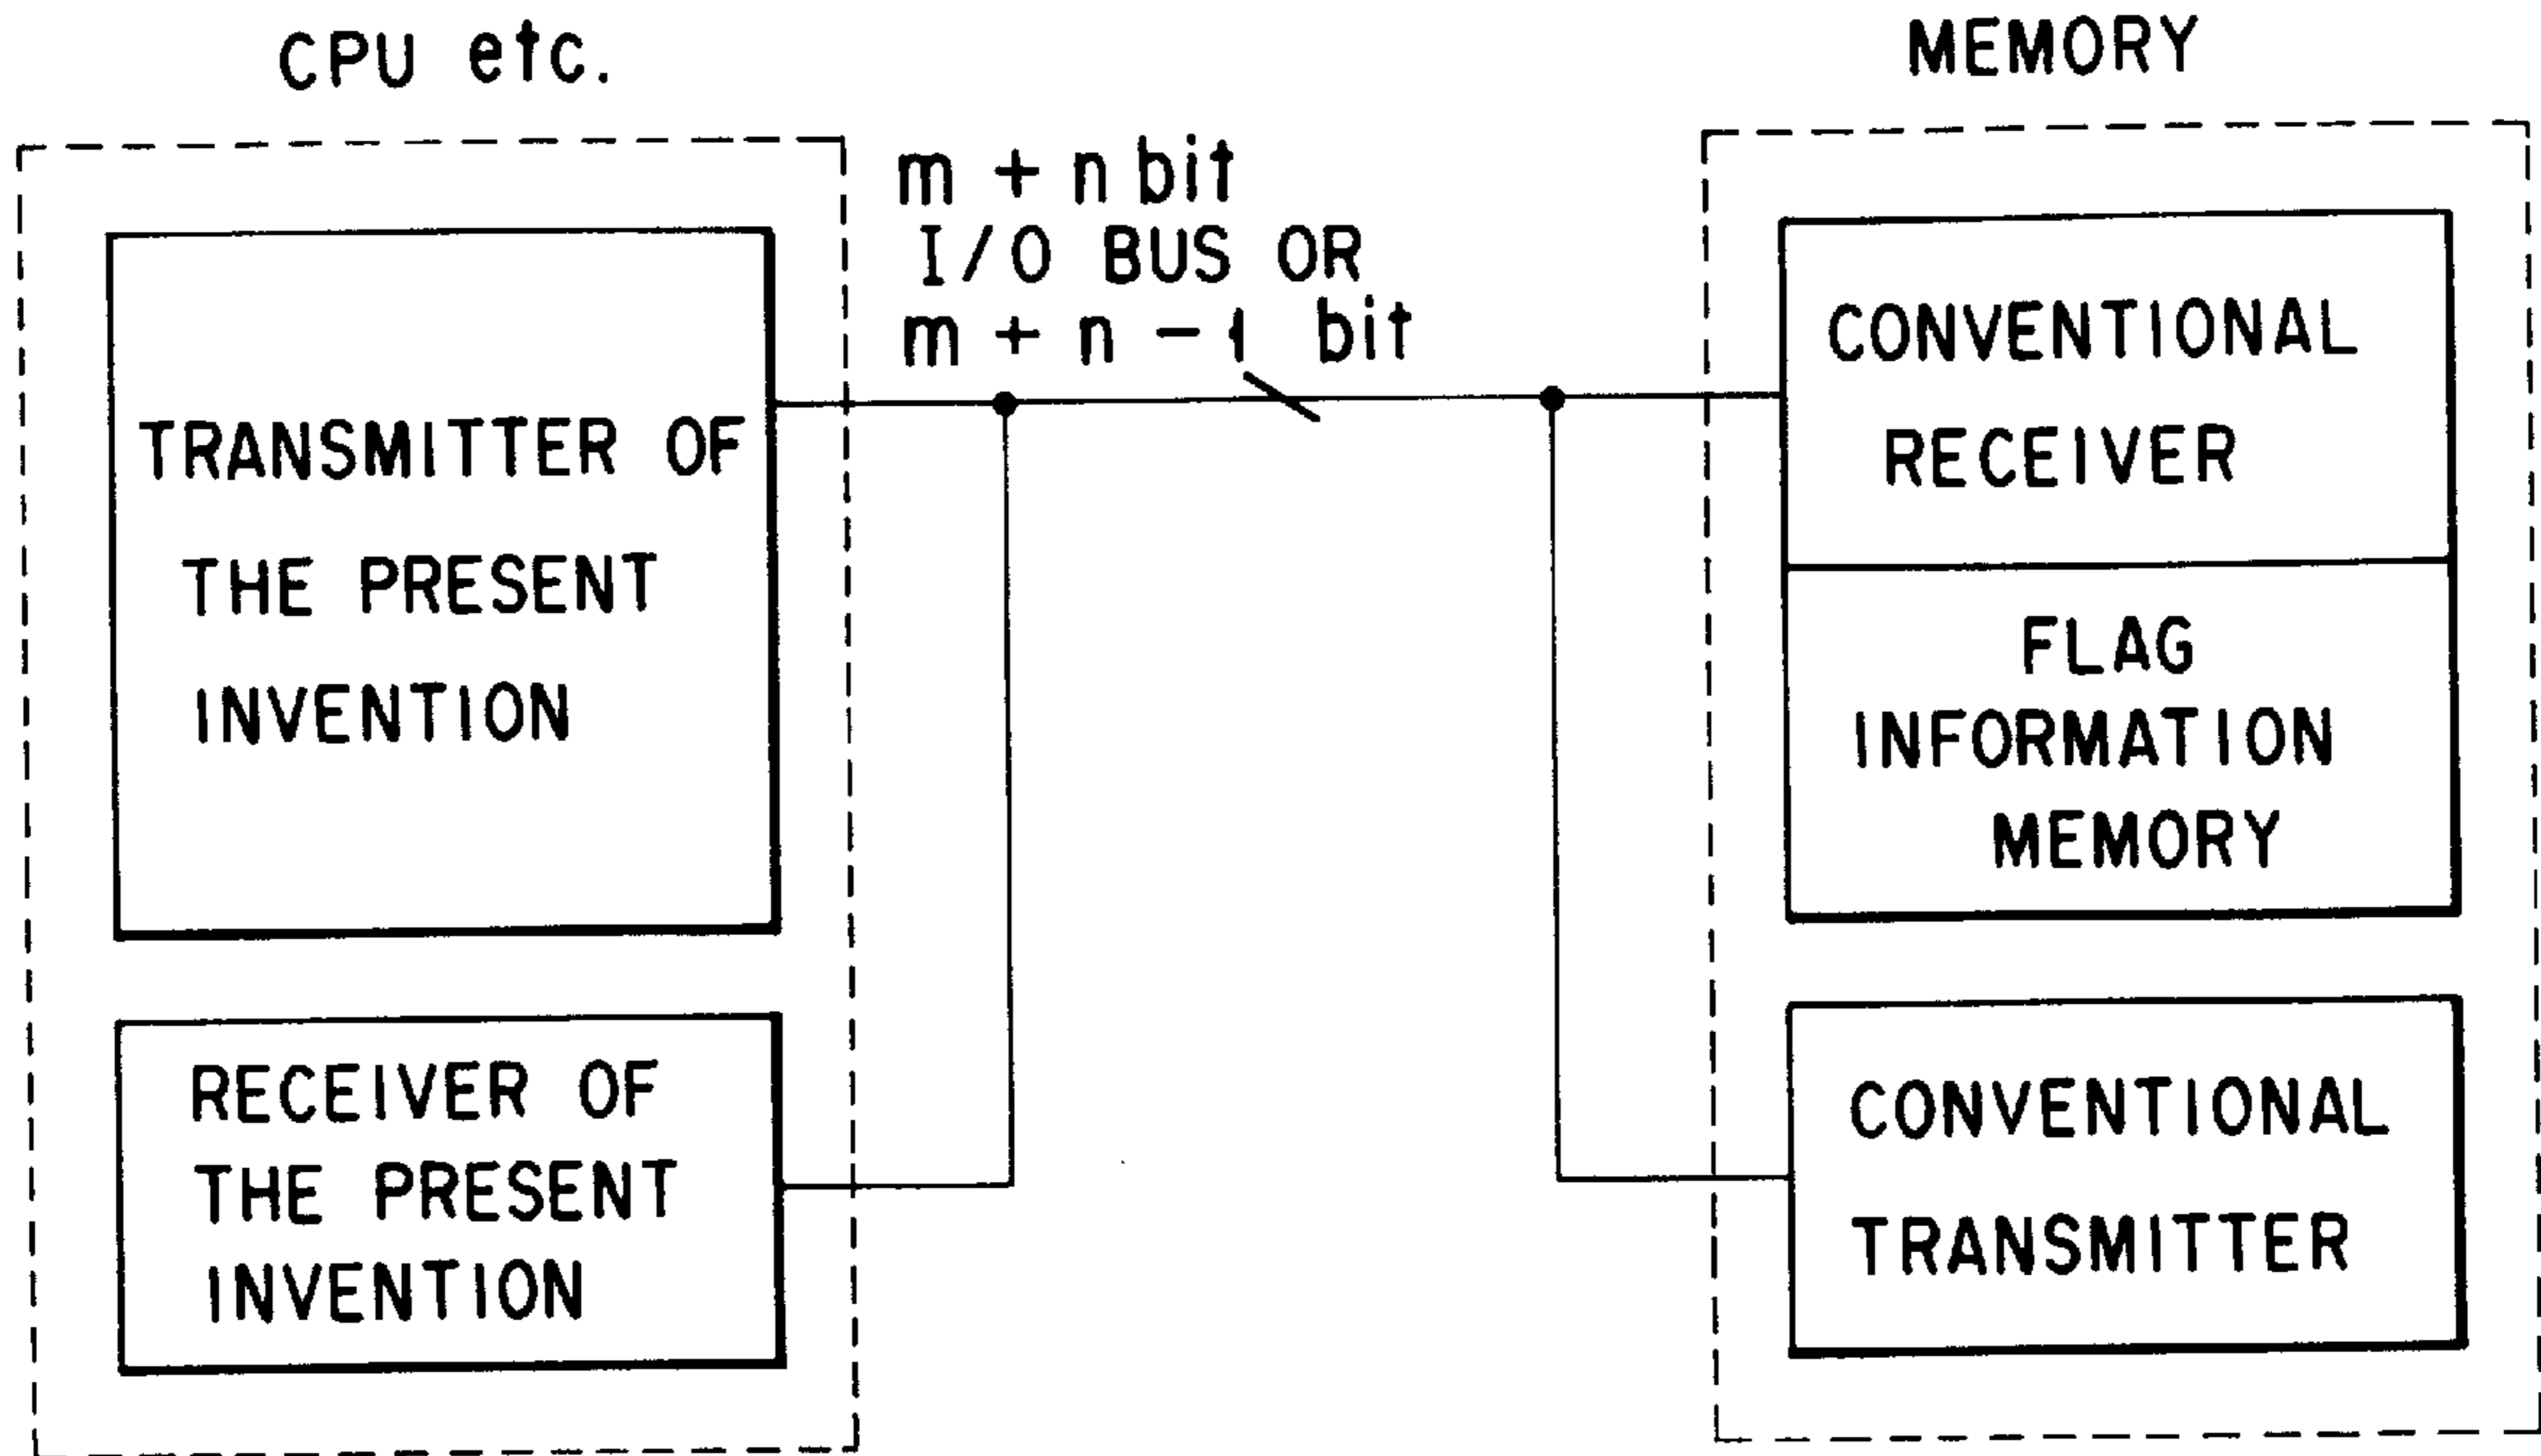 CPU etc.
MEMORY
m + n bit
I/O BUS OR
m + n - 1 bit
TRANSMITTER OF
THE PRESENT
INVENTION
RECEIVER OF
THE PRESENT
INVENTION
CONVENTIONAL
RECEIVER
FLAG
INFORMATION
MEMORY
CONVENTIONAL
TRANSMITTER